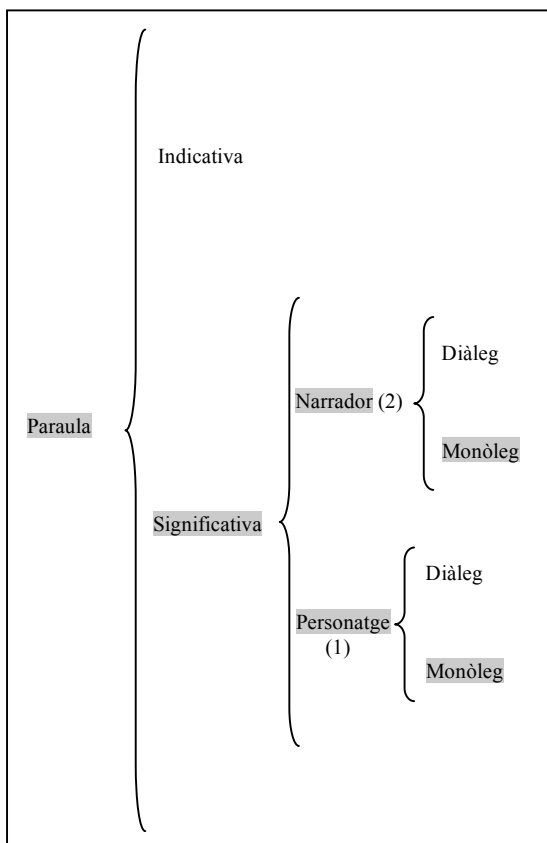 Indicativa
Diàleg
Narrador (2)
Paraula
Monòleg
Significativa
Diàleg
Personatge
(1)
Monòleg